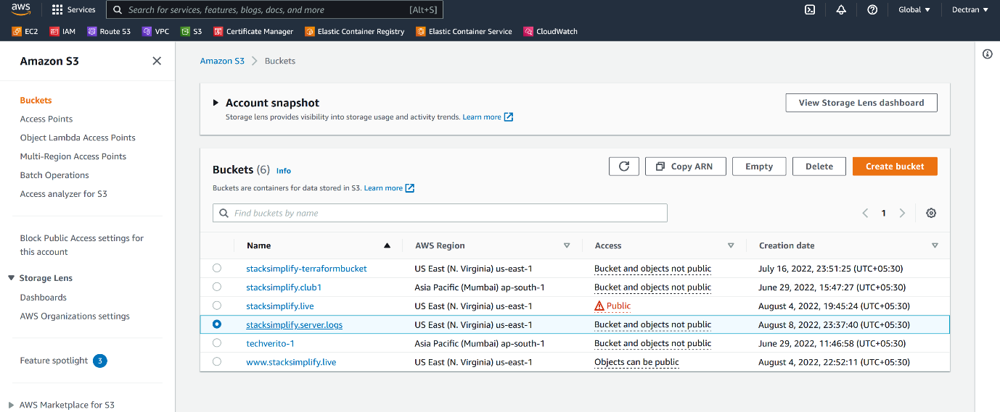 aws Services Search for services, features, blogs, docs, and more [Alt+S] Global ▼ Dectran ▼
EC2 IAM Route 53 VPC S3 Certificate Manager Elastic Container Registry Elastic Container Service CloudWatch
Amazon S3
Buckets
Access Points
Object Lambda Access Points
Multi-Region Access Points
Batch Operations
Access analyzer for S3
Block Public Access settings for
this account
Storage Lens
Dashboards
AWS Organizations settings
Feature spotlight 3
AWS Marketplace for S3
Amazon S3 > Buckets
Account snapshot
Storage lens provides visibility into storage usage and activity trends. Learn more
View Storage Lens dashboard
Buckets (6) Info
Copy ARN Empty Delete Create bucket
Buckets are containers for data stored in S3. Learn more
Find buckets by name
1
Name AWS Region Access Creation date
stacksimplify-terraformbucket US East (N. Virginia) us-east-1 Bucket and objects not public July 16, 2022, 23:51:25 (UTC+05:30)
stacksimplify.club1 Asia Pacific (Mumbai) ap-south-1 Bucket and objects not public June 29, 2022, 15:47:27 (UTC+05:30)
stacksimplify.live US East (N. Virginia) us-east-1 Public August 4, 2022, 19:45:24 (UTC+05:30)
stacksimplify.server.logs US East (N. Virginia) us-east-1 Bucket and objects not public August 8, 2022, 23:37:40 (UTC+05:30)
techverito-1 Asia Pacific (Mumbai) ap-south-1 Bucket and objects not public June 29, 2022, 11:46:58 (UTC+05:30)
www.stacksimplify.live US East (N. Virginia) us-east-1 Objects can be public August 4, 2022, 22:52:11 (UTC+05:30)